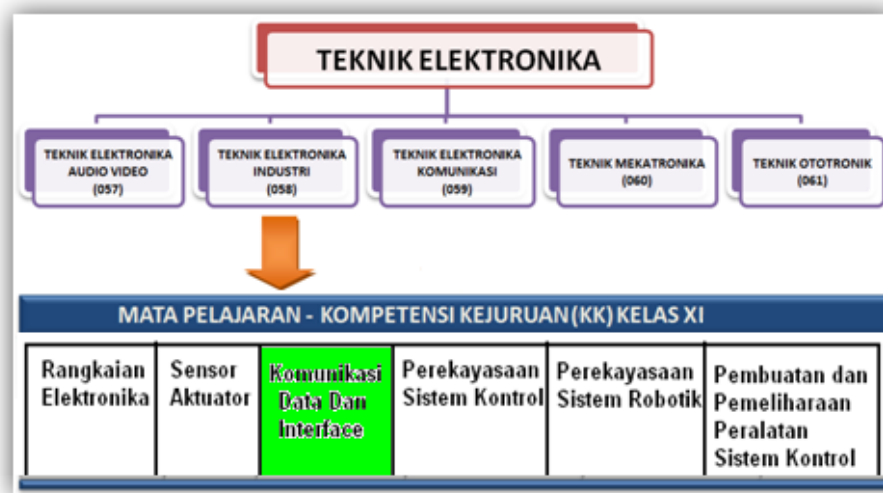 TEKNIK ELEKTRONIKA
TEKNIK ELEKTRONIKA
AUDIO VIDEO
(057)
TEKNIK ELEKTRONIKA
INDUSTRI
(058)
TEKNIK ELEKTRONIKA
KOMUNIKASI
(059)
TEKNIK MEKATRONIKA
(060)
TEKNIK OTOTRONIK
(061)
MATA PELAJARAN - KOMPETENSI KEJURUAN(KK) KELAS XI
Rangkaian
Elektronika
Sensor
Aktuator
Komunikasi
Data Dan
Interface
Perekayasaan
Sistem Kontrol
Perekayasaan
Sistem Robotik
Pembuatan dan
Pemeliharaan
Peralatan
Sistem Kontrol